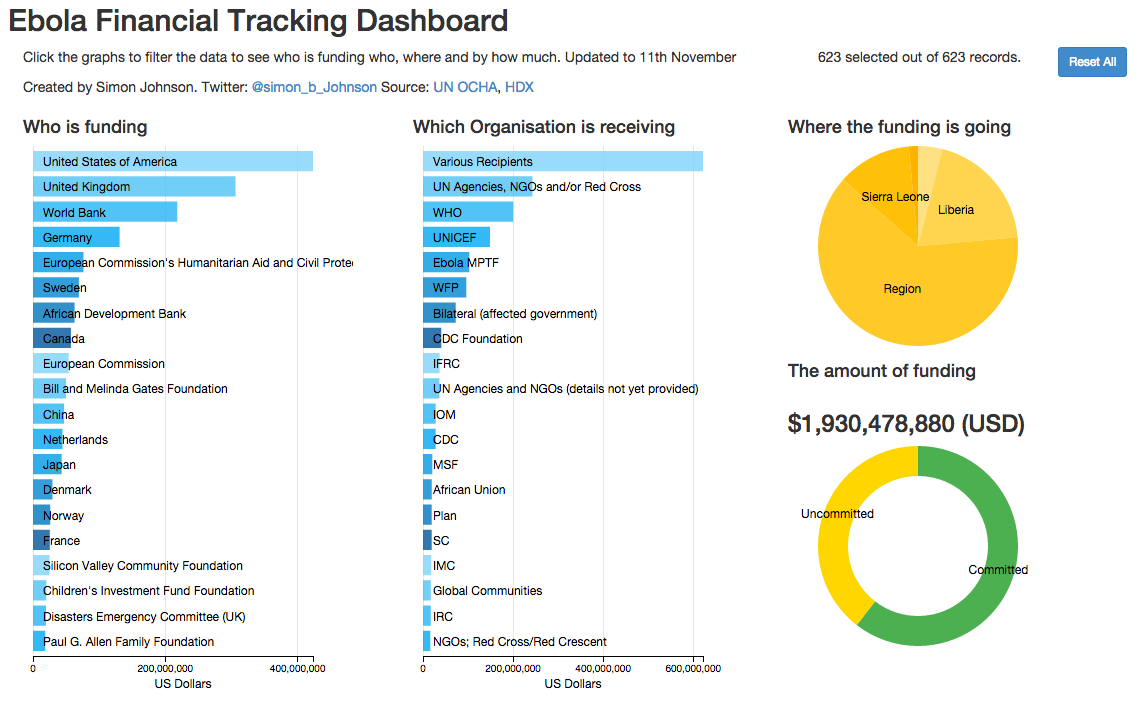 Ebola Financial Tracking Dashboard
Click the graphs to filter the data to see who is funding who, where and by how much. Updated to 11th November
623 selected out of 623 records.
Reset All
Created by Simon Johnson. Twitter: @simon_b_Johnson Source: UN OCHA, HDX
Who is funding
United States of America
United Kingdom
World Bank
Germany
European Commission's Humanitarian Aid and Civil Prote
Sweden
African Development Bank
Canada
European Commission
Bill and Melinda Gates Foundation
China
Netherlands
Japan
Denmark
Norway
France
Silicon Valley Community Foundation
Children's Investment Fund Foundation
Disasters Emergency Committee (UK)
Paul G. Allen Family Foundation
0 200,000,000 400,000,000
US Dollars
Which Organisation is receiving
Various Recipients
UN Agencies, NGOs and/or Red Cross
WHO
UNICEF
Ebola MPTF
WFP
Bilateral (affected government)
CDC Foundation
IFRC
UN Agencies and NGOs (details not yet provided)
IOM
CDC
MSF
African Union
Plan
SC
IMC
Global Communities
IRC
NGOs; Red Cross/Red Crescent
0 200,000,000 400,000,000 600,000,000
US Dollars
Where the funding is going
Sierra Leone
Liberia
Region
The amount of funding
$1,930,478,880 (USD)
Uncommitted
Committed